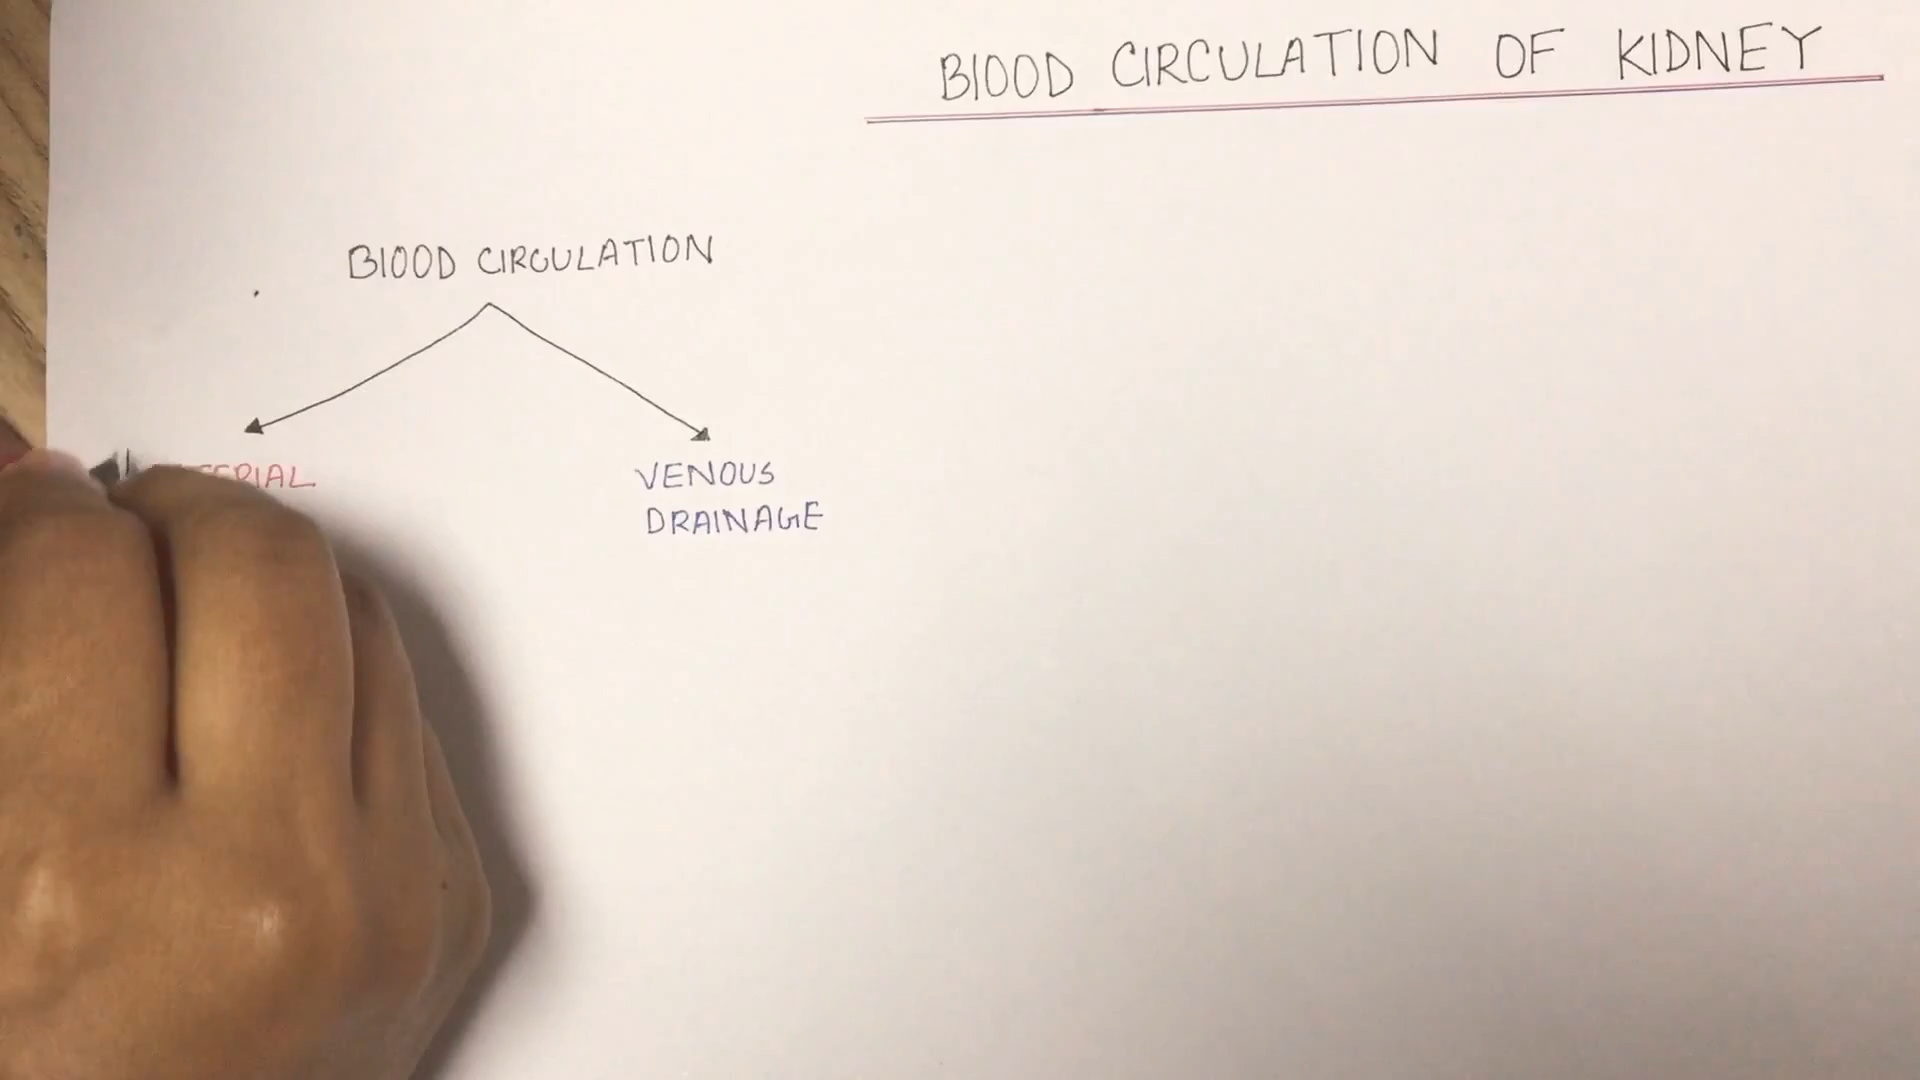 BLOOD CIRCULATION OF KIDNEY
BLOOD CIRCULATION
VENOUS
DRAINAGE